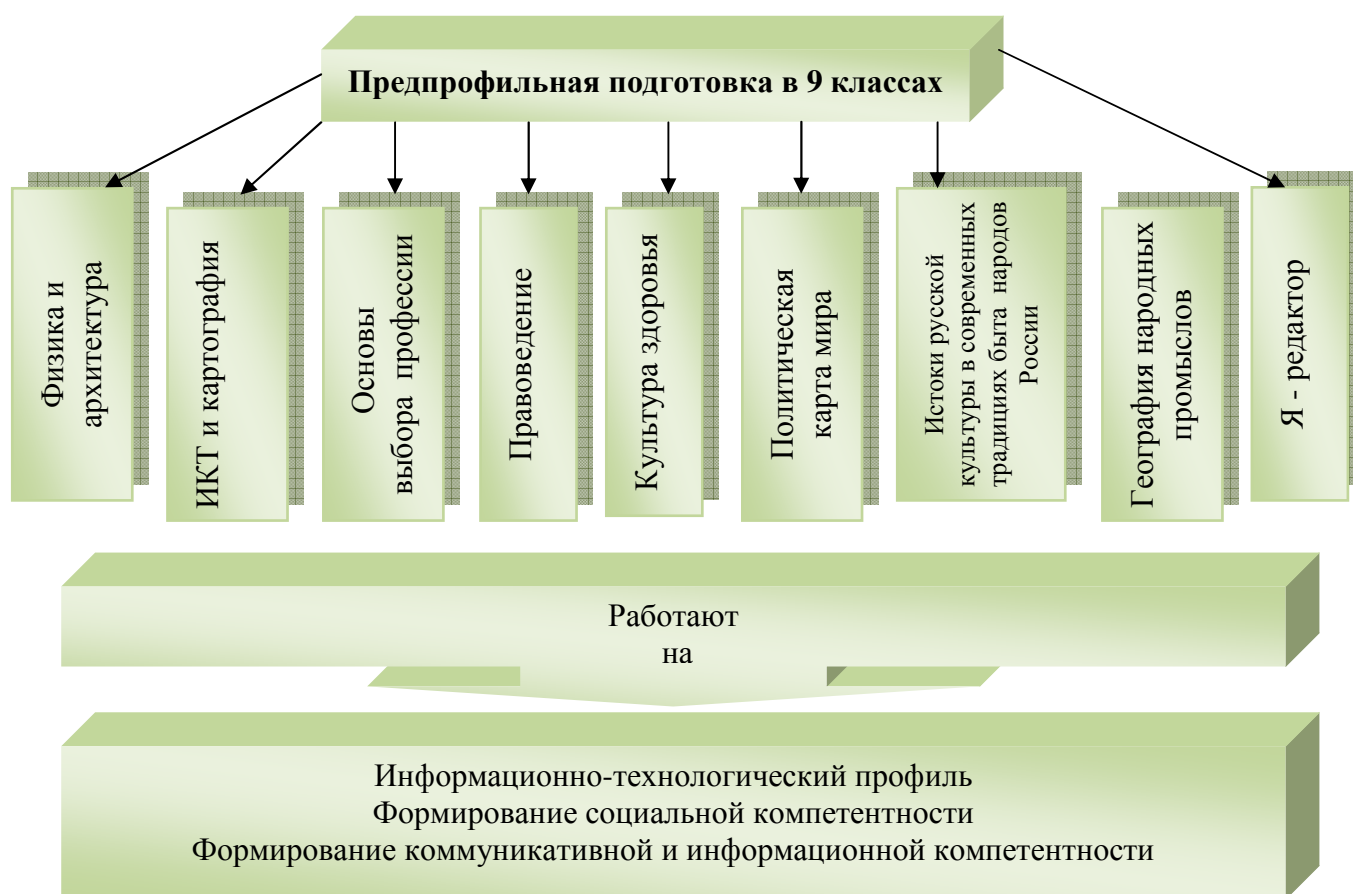 Предпрофильная подготовка в 9 классах
Физика и
архитектура
ИКТ и картография
Основы
выбора профессии
Правоведение
Культура здоровья
Политическая
карта мира
Истоки русской
культуры в современных
традициях быта народов
России
География народных
промыслов
Я - редактор
Работают
на
Информационно-технологический профиль
Формирование социальной компетентности
Формирование коммуникативной и информационной компетентности